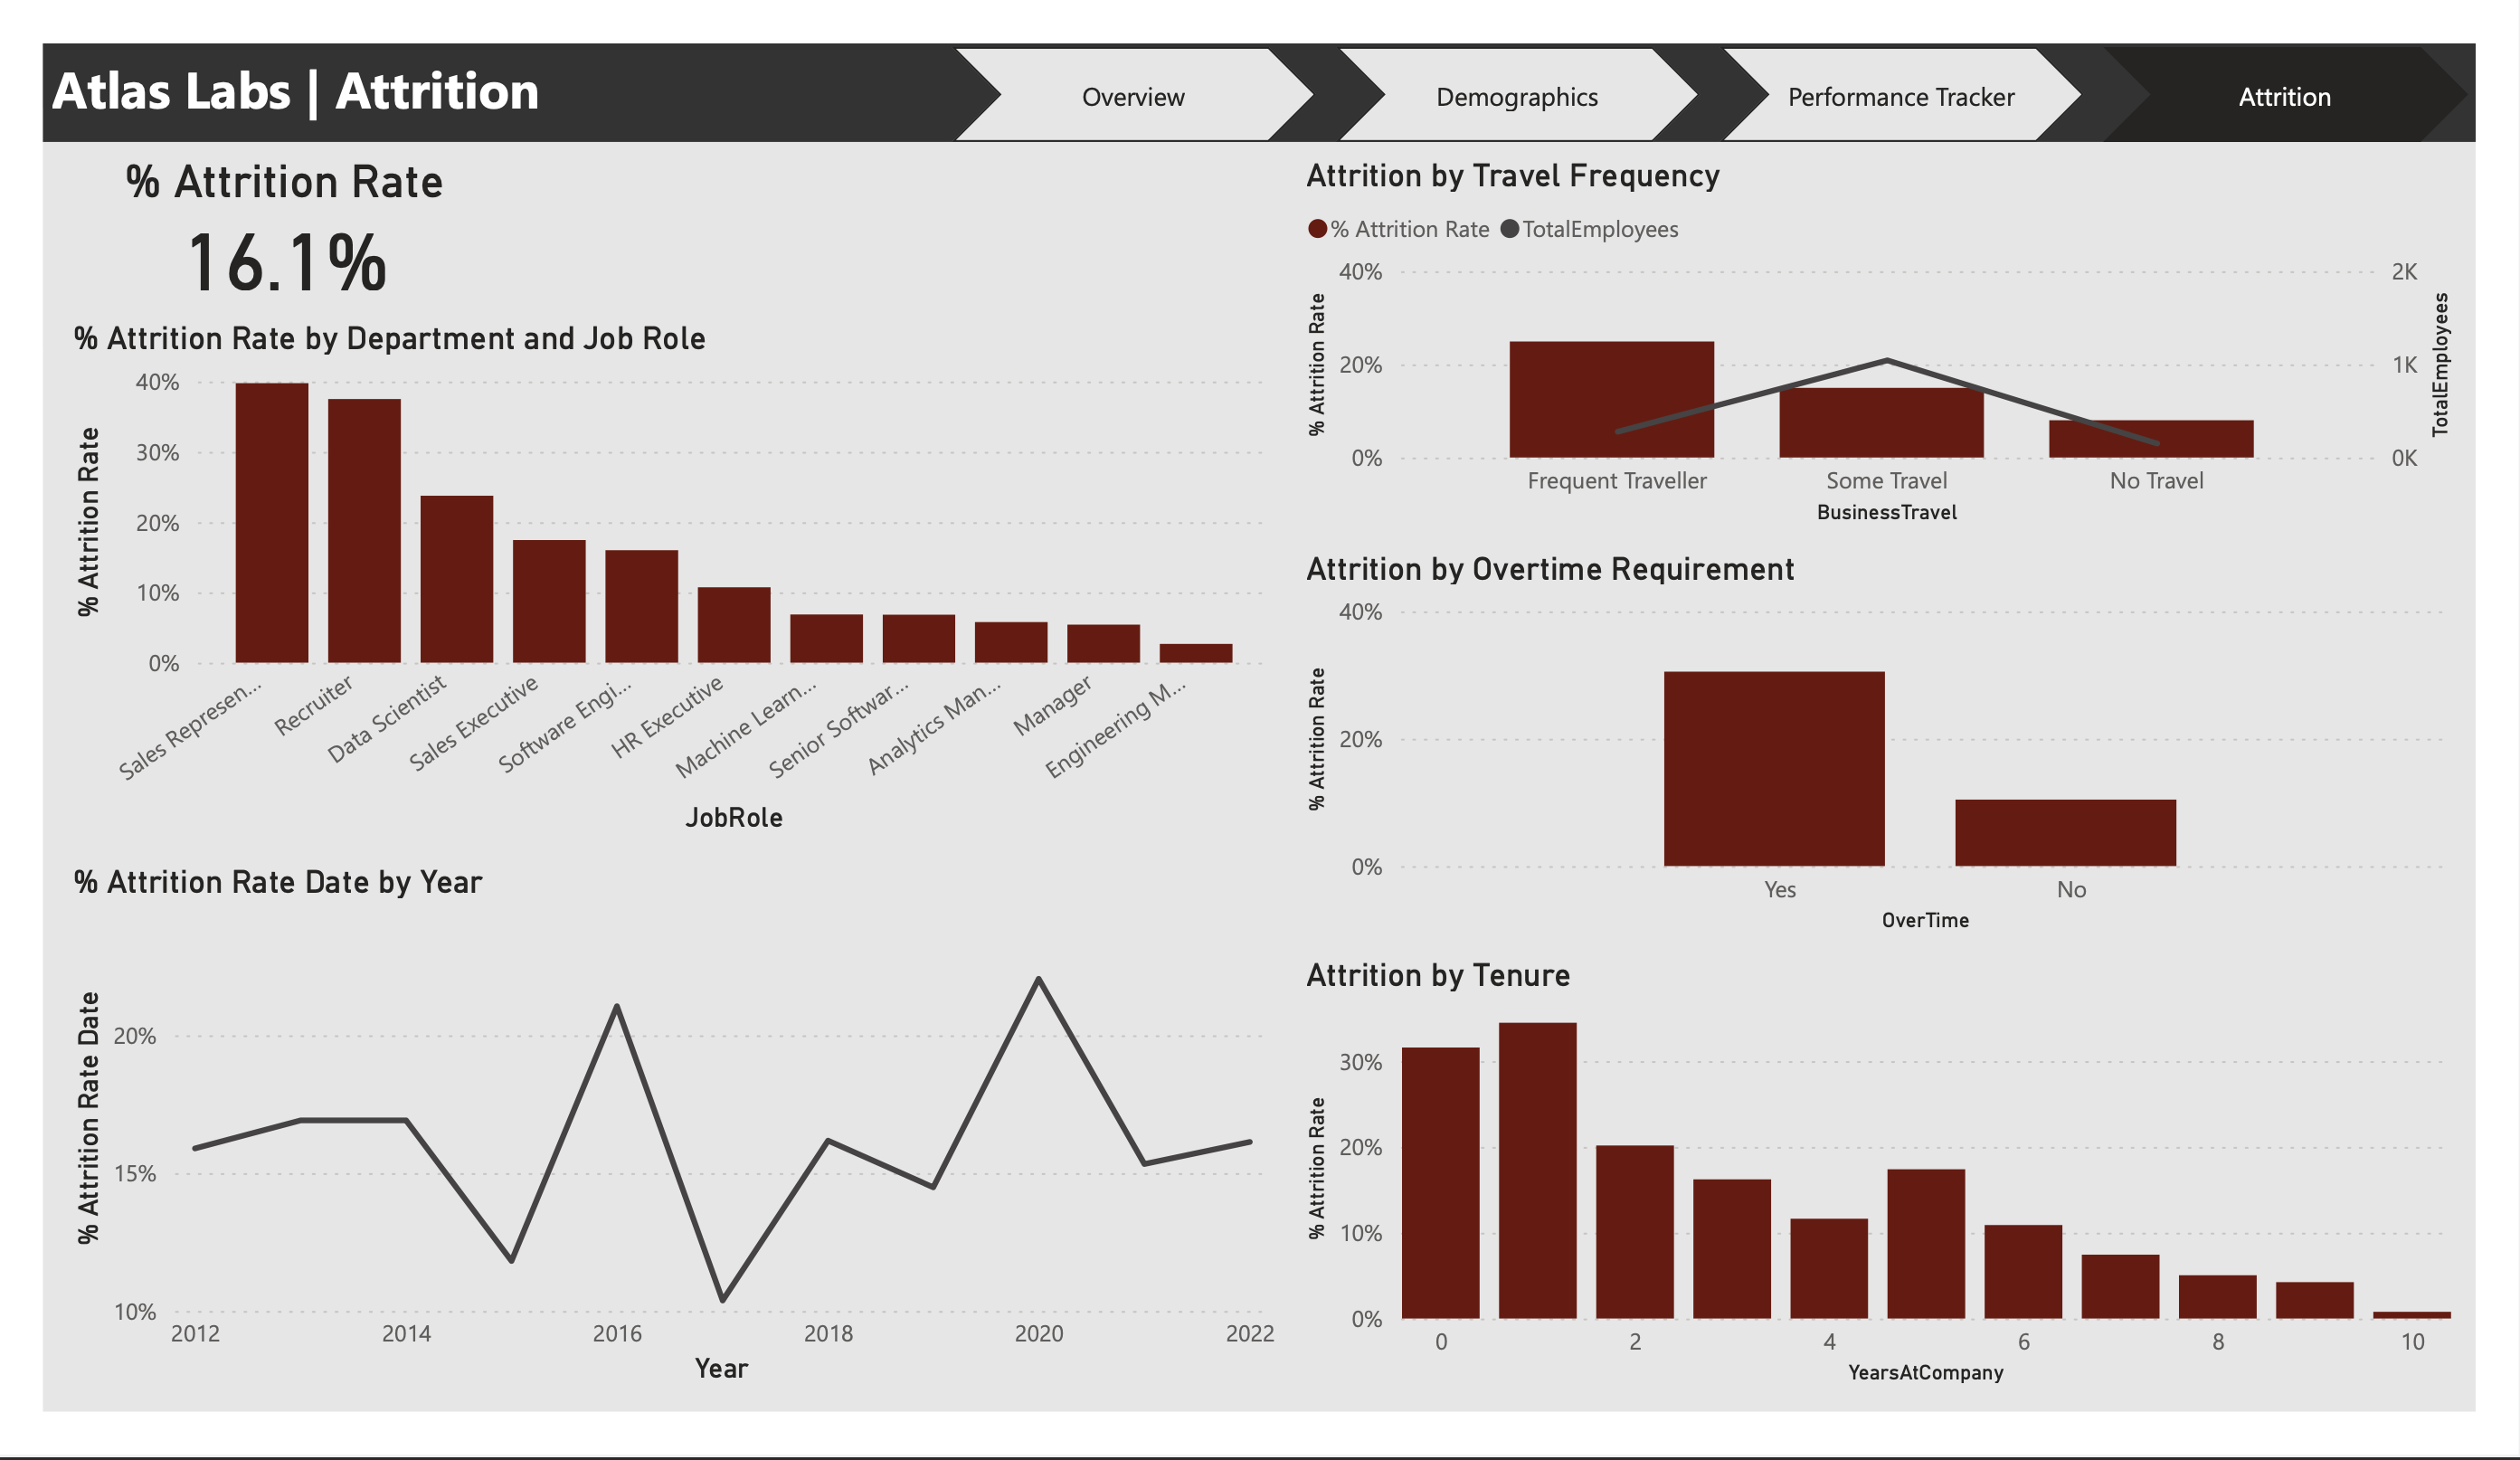 Atlas Labs | Attrition
Overview
Demographics
Performance Tracker
Attrition
% Attrition Rate
16.1%
% Attrition Rate by Department and Job Role
% Attrition Rate
40%
30%
20%
10%
0%
Sales Represen...
Recruiter
Data Scientist
Sales Executive
Software Engi...
HR Executive
Machine Learn...
Senior Softwar...
Analytics Man...
Manager
Engineering M...
JobRole
% Attrition Rate Date by Year
% Attrition Rate Date
20%
15%
10%
2012
2014
2016
2018
2020
2022
Year
Attrition by Travel Frequency
% Attrition Rate
TotalEmployees
% Attrition Rate
40%
20%
0%
2K
1K
0K
TotalEmployees
Frequent Traveller
Some Travel
No Travel
BusinessTravel
Attrition by Overtime Requirement
% Attrition Rate
40%
20%
0%
Yes
No
OverTime
Attrition by Tenure
% Attrition Rate
30%
20%
10%
0%
0
2
4
6
8
10
YearsAtCompany